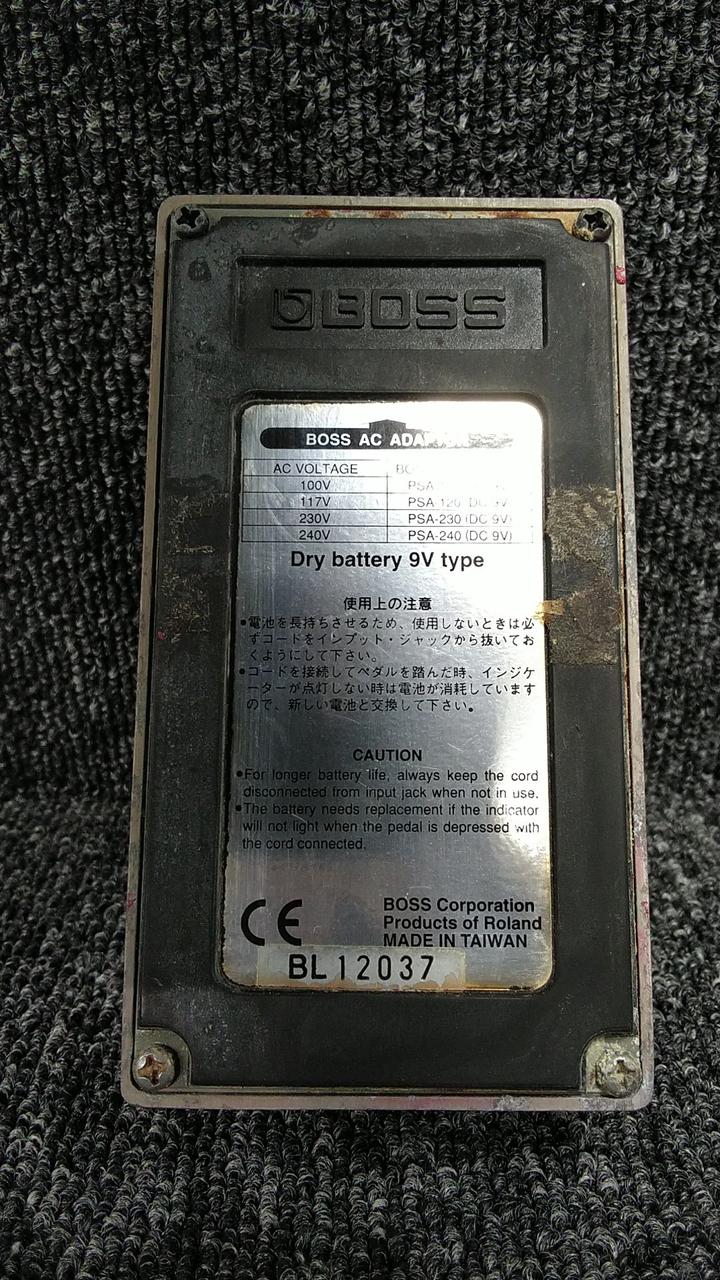 BOSS
BOSS AC
AC VOLTAGE
100V PSA
117V PSA-120 (DC 9V)
230V PSA-230 (DC 9V)
240V PSA-240 (DC 9V)
Dry battery 9V type
使用上の注意
●電池を長持ちさせるため、使用しないときは必
ずコードをインプット・ジャックから抜いてお
くようにして下さい。
●コードを接続してペダルを踏んだ時、インジケ
ーターが点灯しない時は電池が消耗しています
ので、新しい電池と交換して下さい。
CAUTION
●For longer battery life, always keep the cord
disconnected from input jack when not in use.
●The battery needs replacement if the indicator
will not light when the pedal is depressed with
the cord connected.
CE BOSS Corporation
Products of Roland
MADE IN TAIWAN
BL12037